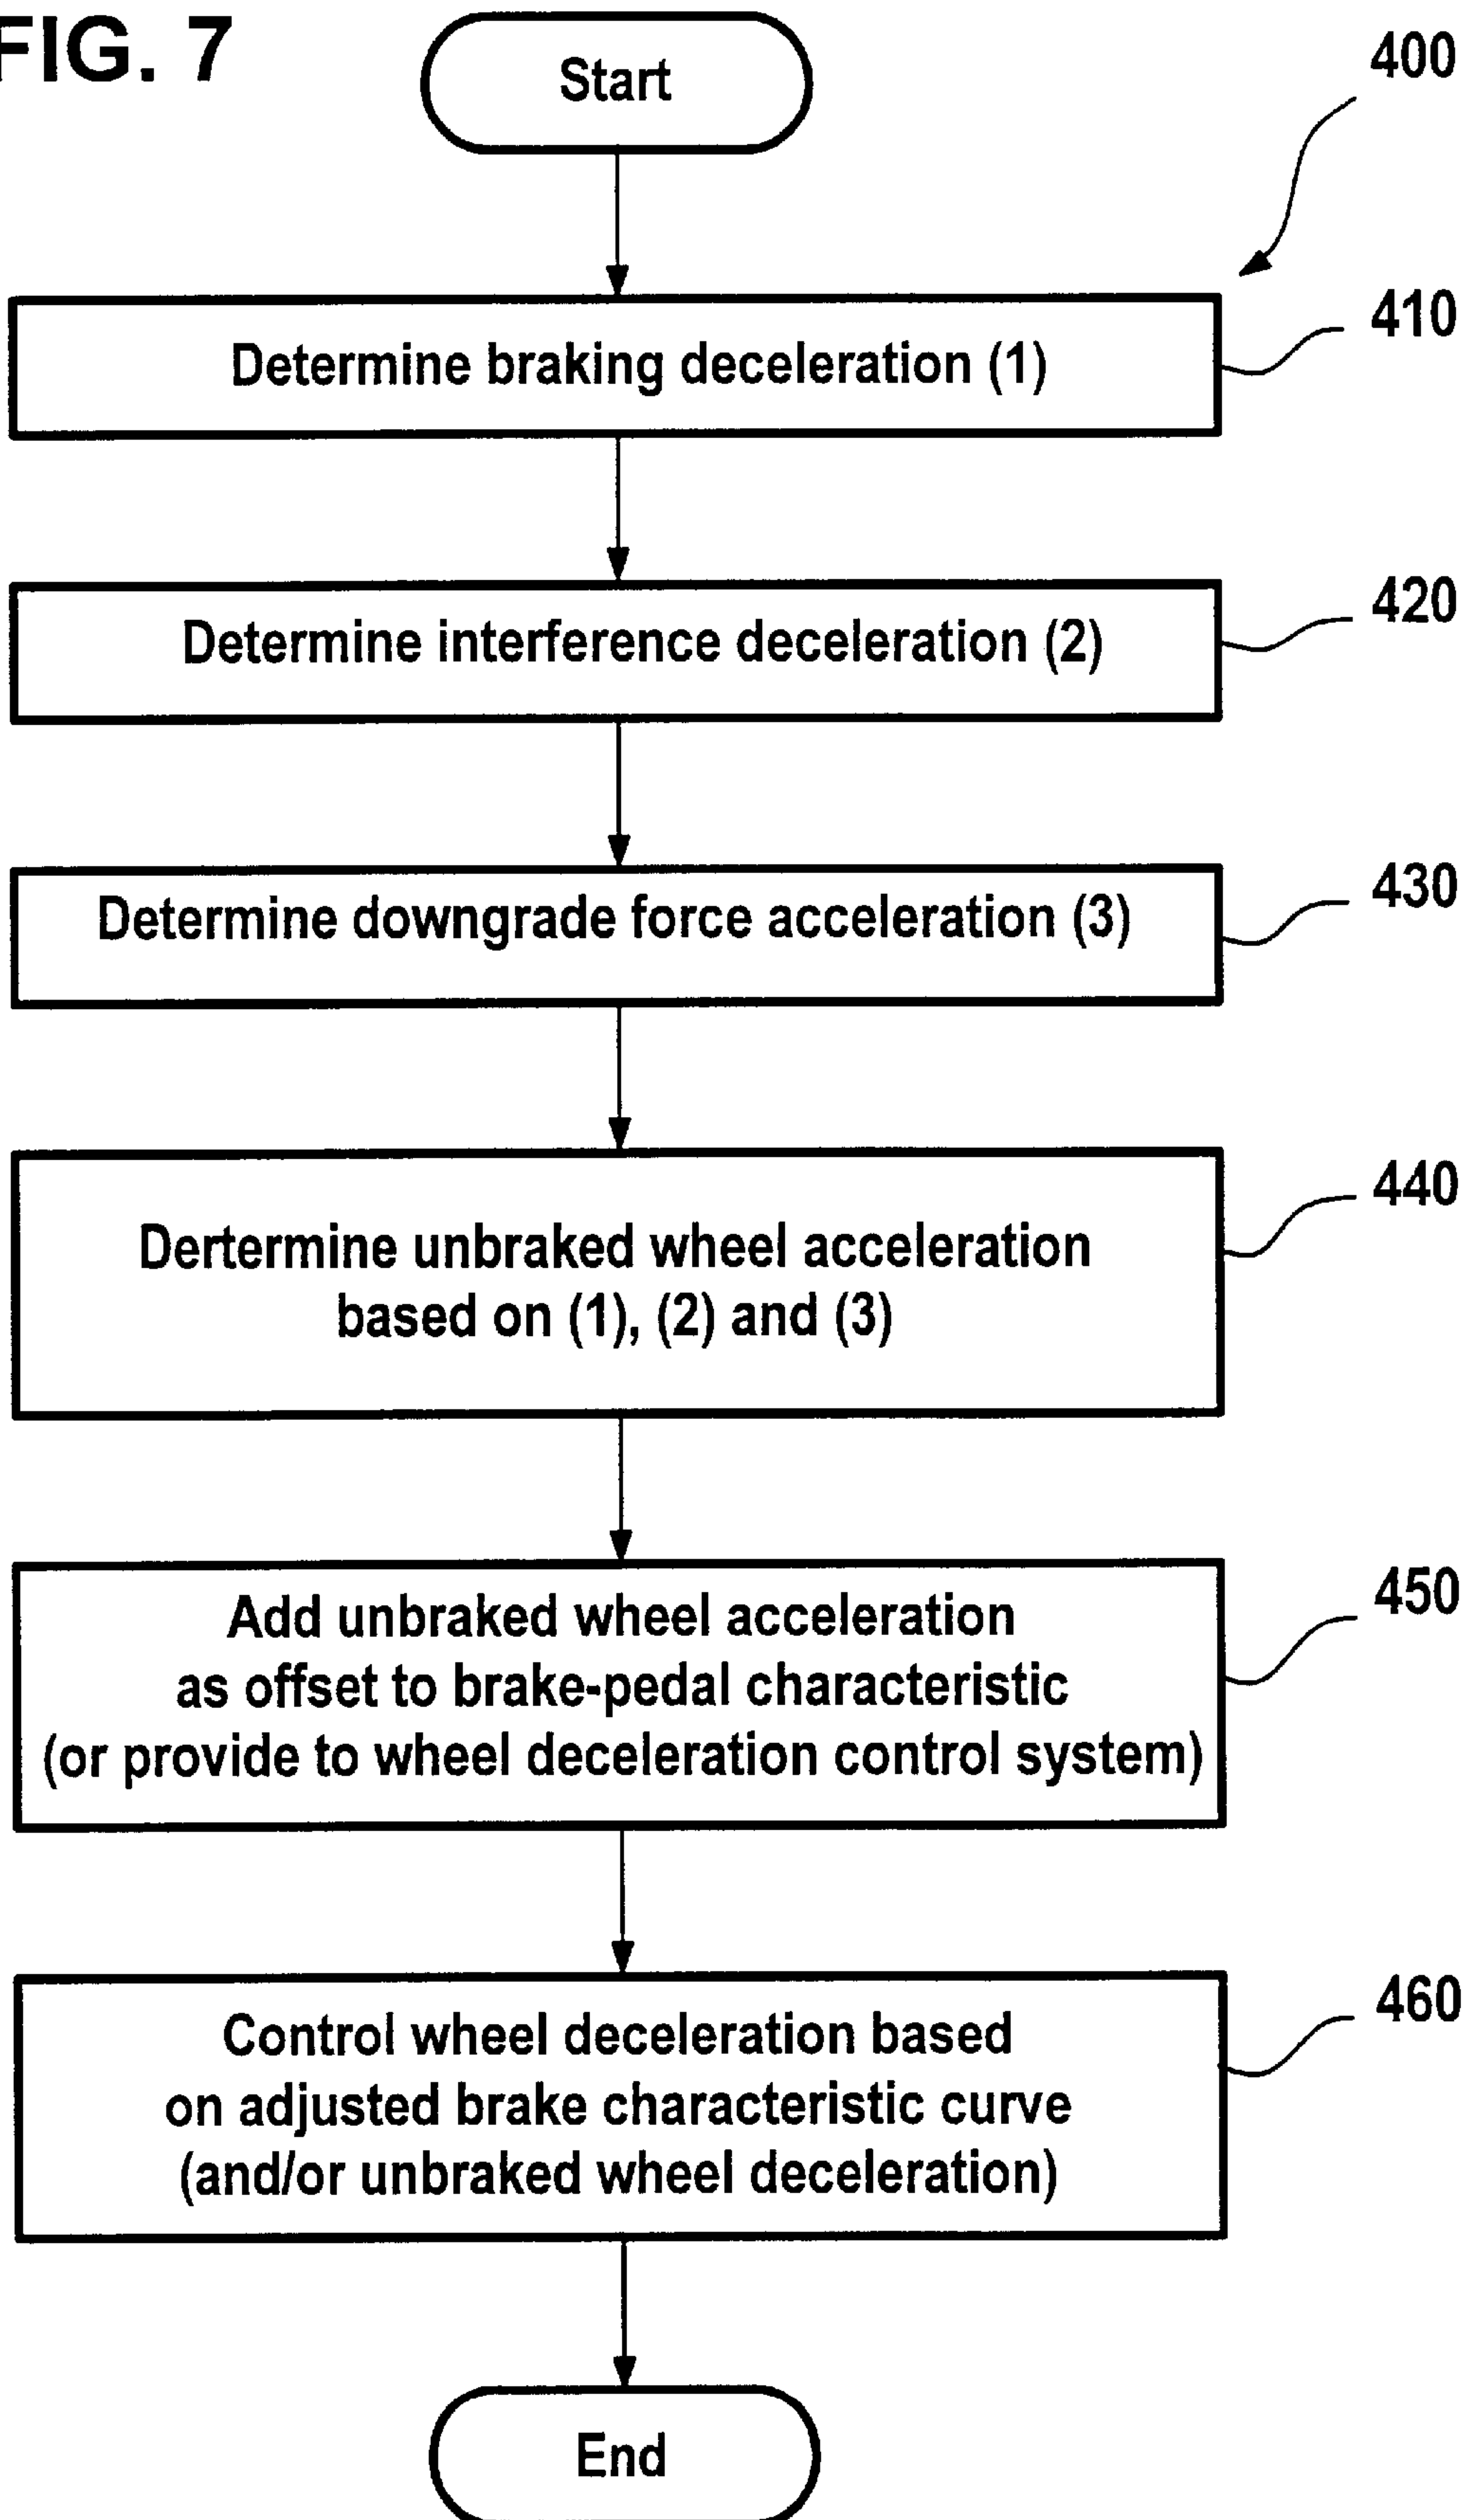 FIG. 7
Start
400
Determine braking deceleration (1)
410
Determine interference deceleration (2)
420
Determine downgrade force acceleration (3)
430
Dertermine unbraked wheel acceleration
based on (1), (2) and (3)
440
Add unbraked wheel acceleration
as offset to brake-pedal characteristic
(or provide to wheel deceleration control system)
450
Control wheel deceleration based
on adjusted brake characteristic curve
(and/or unbraked wheel deceleration)
460
End